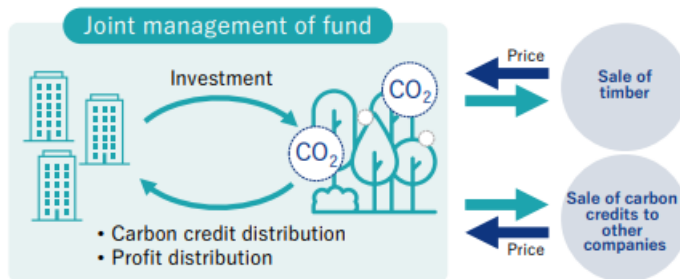 Joint management of fund
Investment
CO₂
CO₂
• Carbon credit distribution
• Profit distribution
Price
Sale of
timber
Sale of carbon
credits to
other
companies
Price